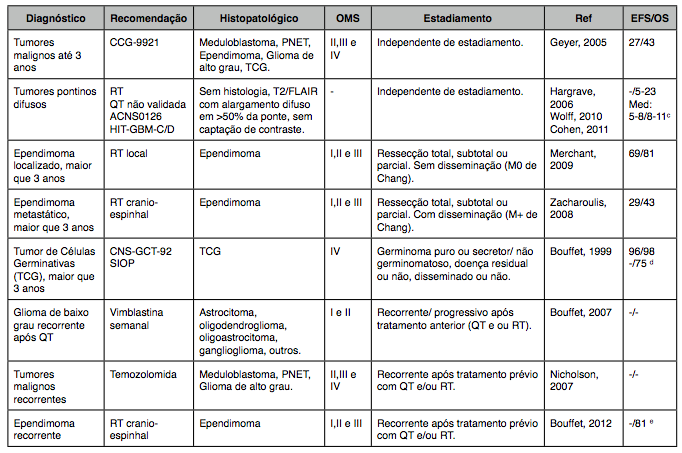 Diagnóstico Recomendação Histopatológico OMS Estadiamento Ref EFS/OS
Tumores malignos até 3 anos
CCG-9921
Meduloblastoma, PNET, Ependimoma, Glioma de alto grau, TCG.
II,III e IV
Independente de estadiamento.
Geyer, 2005
27/43
Tumores pontinos difusos
RT
QT não validada
ACNS0126
HIT-GBM-C/D
Sem histologia, T2/FLAIR com alargamento difuso em >50% da ponte, sem captação de contraste.
-
Independente de estadiamento.
Hargrave, 2006
Wolff, 2010
Cohen, 2011
-/5-23
Med:
5-8/8-11ᶜ
Ependimoma localizado, maior que 3 anos
RT local
Ependimoma
I,II e III
Ressecção total, subtotal ou parcial. Sem disseminação (M0 de Chang).
Merchant, 2009
69/81
Ependimoma metastático, maior que 3 anos
RT cranio-espinhal
Ependimoma
I,II e III
Ressecção total, subtotal ou parcial. Com disseminação (M+ de Chang).
Zacharoulis, 2008
29/43
Tumor de Células Germinativas (TCG), maior que 3 anos
CNS-GCT-92 SIOP
TCG
IV
Germinoma puro ou secretor/ não germinomatoso, doença residual ou não, disseminado ou não.
Bouffet, 1999
96/98
-/75 ᵈ
Glioma de baixo grau recorrente após QT
Vimblastina semanal
Astrocitoma, oligodendroglioma, oligoastrocitoma, ganglioglioma, outros.
I e II
Recorrente/ progressivo após tratamento anterior (QT e ou RT).
Bouffet, 2007
-/-
Tumores malignos recorrentes
Temozolomida
Meduloblastoma, PNET, Glioma de alto grau.
II,III e IV
Recorrente após tratamento prévio com QT e/ou RT.
Nicholson, 2007
-/-
Ependimoma recorrente
RT cranio-espinhal
Ependimoma
I,II e III
Recorrente após tratamento prévio com QT e/ou RT.
Bouffet, 2012
-/81 ᵉ